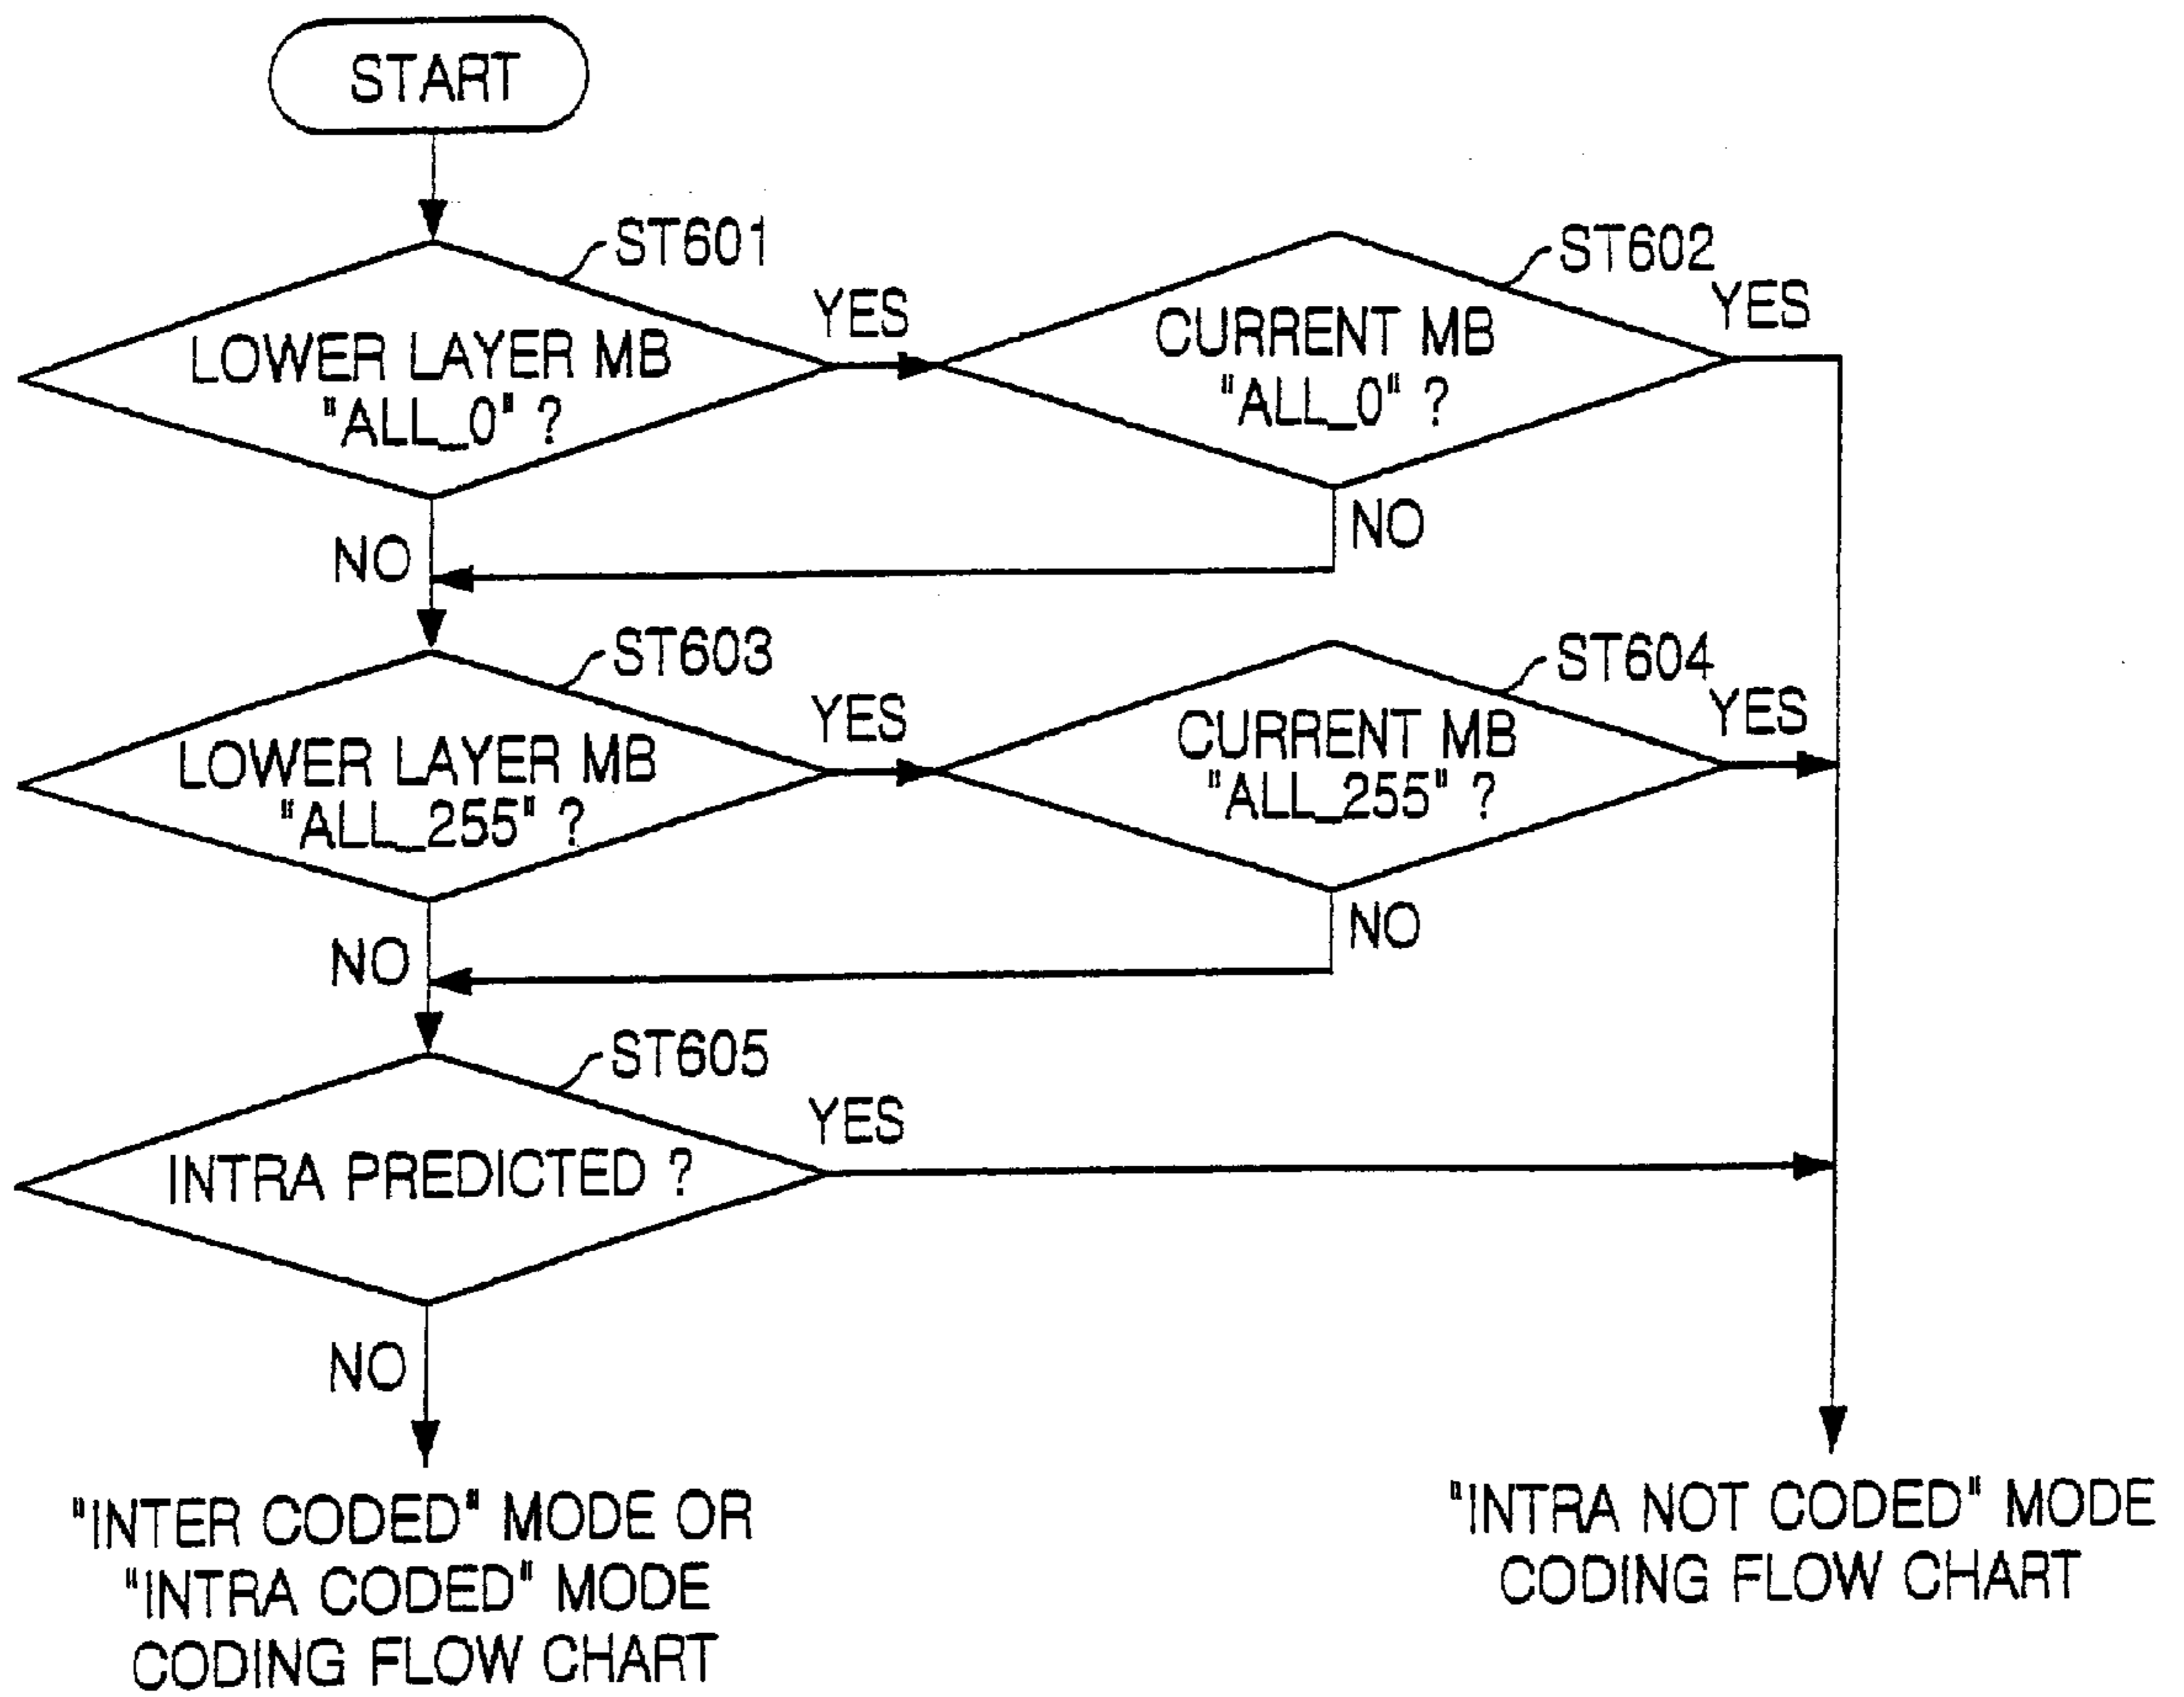 START
ST601
ST602
YES
YES
LOWER LAYER MB
"ALL_0" ?
CURRENT MB
"ALL_0" ?
NO
NO
ST603
ST604
YES
YES
LOWER LAYER MB
"ALL_255" ?
CURRENT MB
"ALL_255" ?
NO
NO
ST605
YES
INTRA PREDICTED ?
NO
"INTER CODED" MODE OR
"INTRA CODED" MODE
CODING FLOW CHART
"INTRA NOT CODED" MODE
CODING FLOW CHART